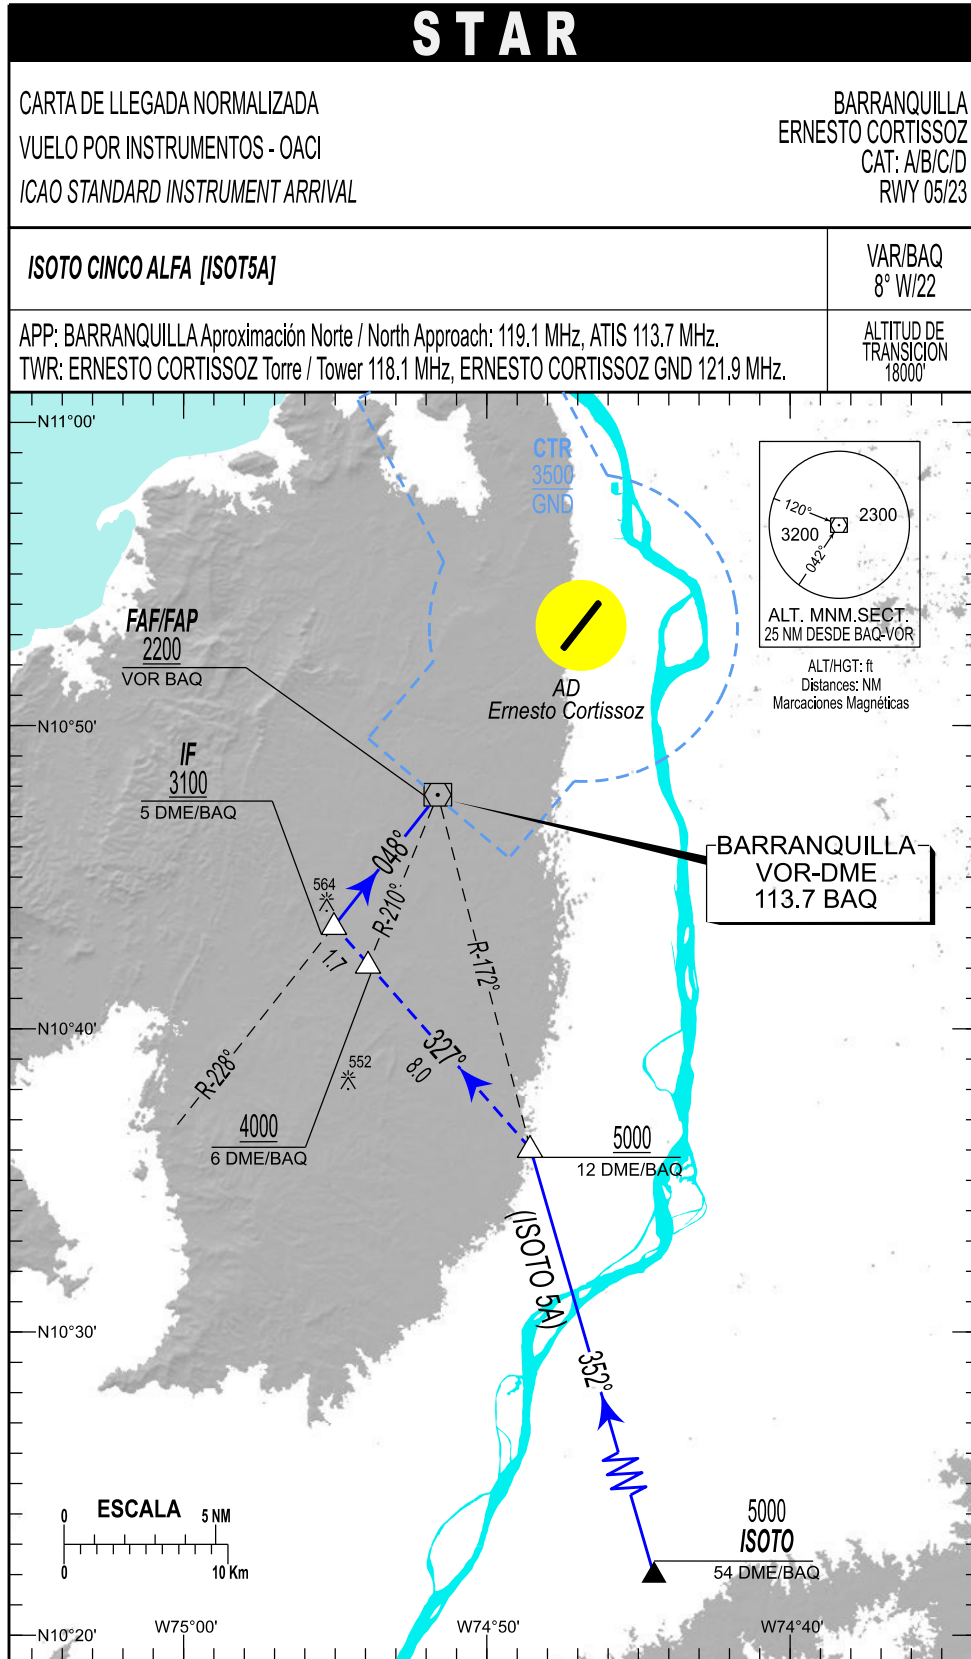 STAR
CARTA DE LLEGADA NORMALIZADA
VUELO POR INSTRUMENTOS - OACI
ICAO STANDARD INSTRUMENT ARRIVAL
BARRANQUILLA
ERNESTO CORTISSOZ
CAT: A/B/C/D
RWY 05/23
ISOTO CINCO ALFA [ISOT5A]
VAR/BAQ
8° W/22
APP: BARRANQUILLA Aproximación Norte / North Approach: 119.1 MHz, ATIS 113.7 MHz.
TWR: ERNESTO CORTISSOZ Torre / Tower 118.1 MHz, ERNESTO CORTISSOZ GND 121.9 MHz.
ALTITUD DE
TRANSICION
18000'
N11°00'
CTR
3500
GND
120°
2300
3200
042°
ALT. MNM.SECT.
25 NM DESDE BAQ-VOR
ALT/HGT: ft
Distances: NM
Marcaciones Magnéticas
FAF/FAP
2200
VOR BAQ
AD
Ernesto Cortissoz
N10°50'
IF
3100
5 DME/BAQ
BARRANQUILLA
VOR-DME
113.7 BAQ
048°
564
R-210°
R-172°
1.7
N10°40'
327°
8.0
R-228°
552
4000
6 DME/BAQ
5000
12 DME/BAQ
(ISOTO 5A)
N10°30'
352°
ESCALA
0
5 NM
0
10 Km
5000
ISOTO
54 DME/BAQ
N10°20'
W75°00'
W74°50'
W74°40'